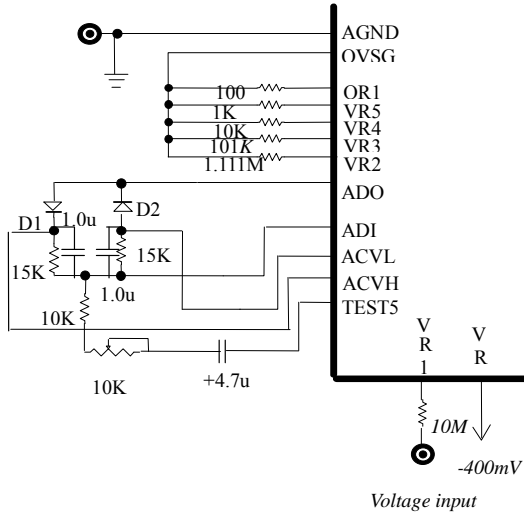 AGND
OVSG
100
OR1
1K
VR5
10K
VR4
101K
VR3
1.111M
VR2
ADO
D1
1.0u
D2
ADI
15K
15K
ACVL
1.0u
ACVH
10K
TEST5
10K
+4.7u
V
R
1
V
R
10M
-400mV
Voltage input